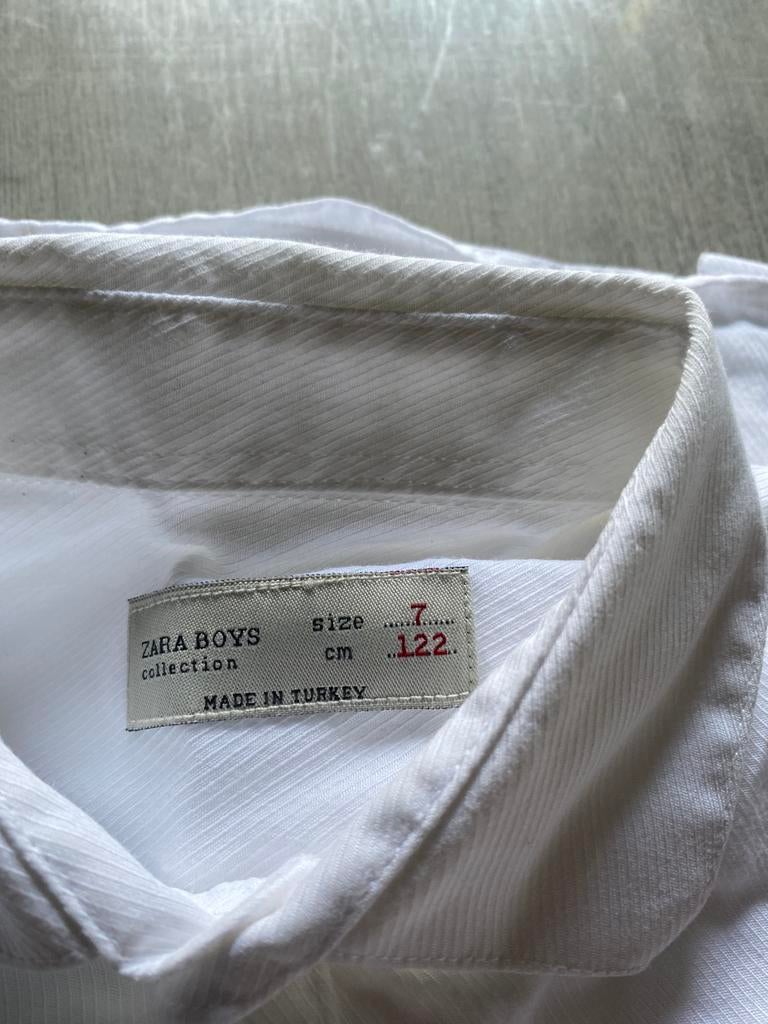 ZARA BOYS
collection
size ......7......
cm ..122..
MADE IN TURKEY